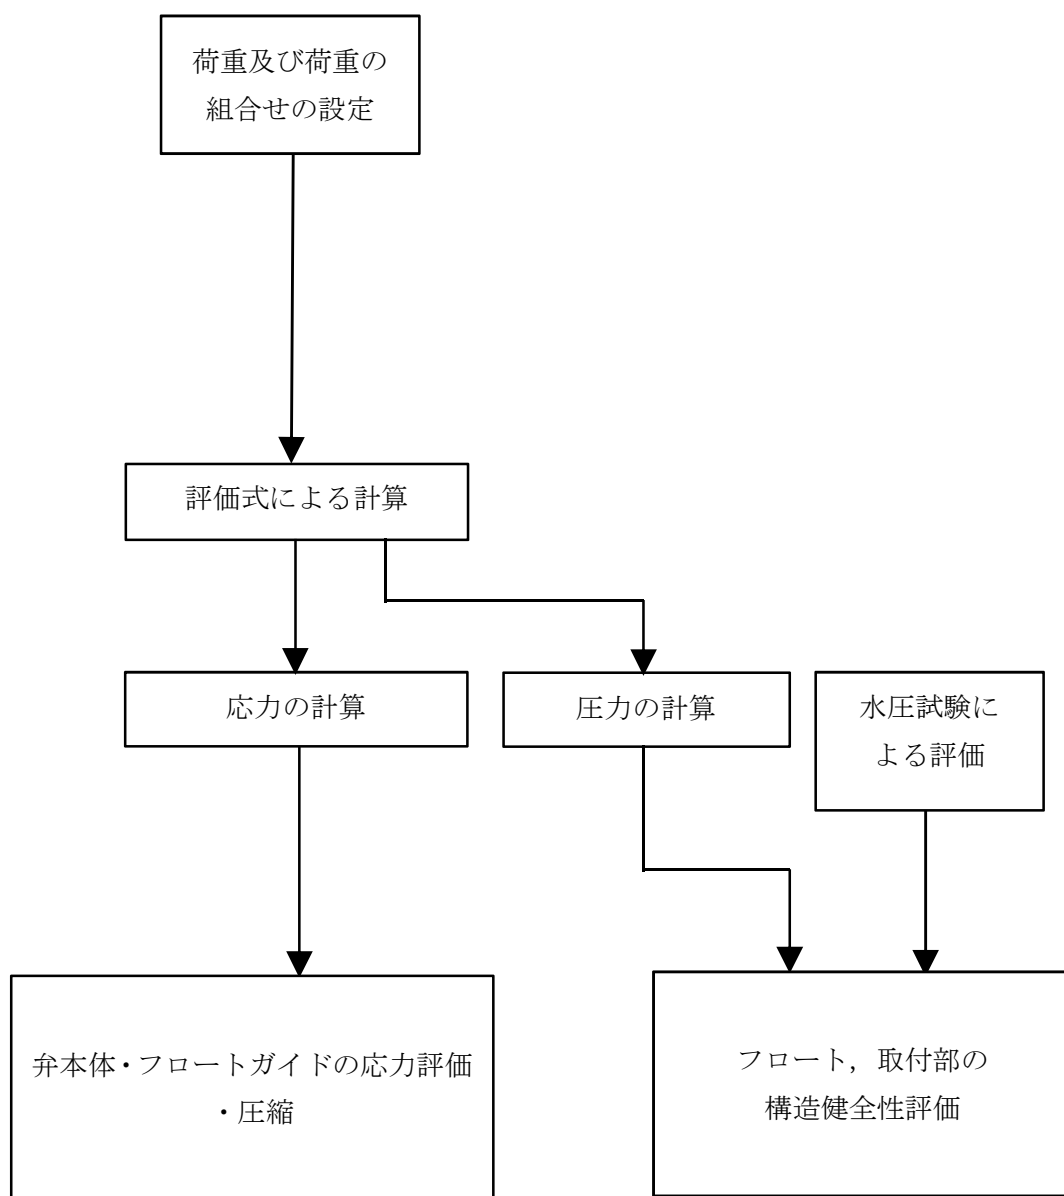 荷重及び荷重の
組合せの設定
評価式による計算
応力の計算
圧力の計算
水圧試験に
よる評価
弁本体・フロートガイドの応力評価
・圧縮
フロート，取付部の
構造健全性評価